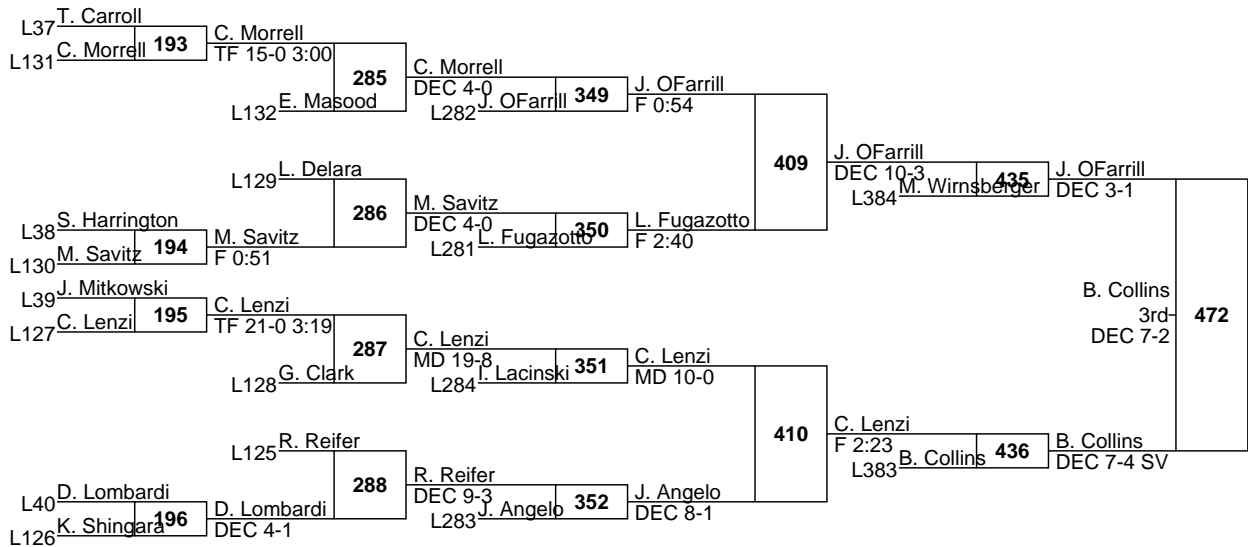 T. Carroll
L37
193
C. Morrell
TF 15-0 3:00
C. Morrell
L131
285
C. Morrell
DEC 4-0
E. Masood
L132
349
J. OFarrill
F 0:54
J. OFarrill
L282
409
J. OFarrill
DEC 10-3
L. Delara
L129
286
M. Savitz
DEC 4-0
S. Harrington
L38
194
M. Savitz
F 0:51
M. Savitz
L130
350
L. Fugazotto
F 2:40
L. Fugazotto
L281
435
J. OFarrill
DEC 3-1
M. Wirnsberger
L384
J. Mitkowski
L39
195
C. Lenzi
TF 21-0 3:19
C. Lenzi
L127
287
C. Lenzi
MD 19-8
G. Clark
L128
351
C. Lenzi
MD 10-0
I. Lacinski
L284
B. Collins
3rd
DEC 7-2
472
410
C. Lenzi
F 2:23
R. Reifer
L125
288
R. Reifer
DEC 9-3
D. Lombardi
L40
196
D. Lombardi
DEC 4-1
K. Shingara
L126
352
J. Angelo
DEC 8-1
J. Angelo
L283
436
B. Collins
DEC 7-4 SV
B. Collins
L383